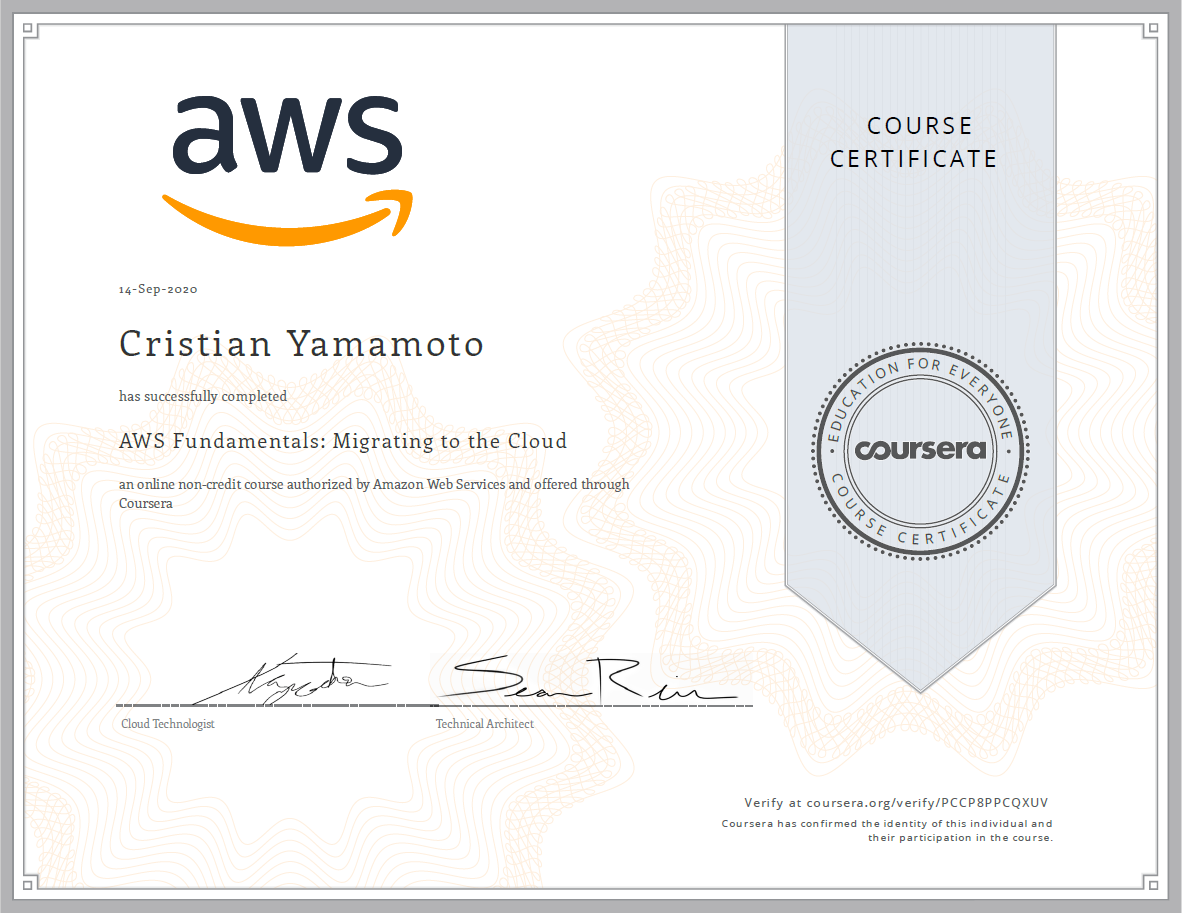 aws
COURSE
CERTIFICATE
14-Sep-2020
Cristian Yamamoto
has successfully completed
AWS Fundamentals: Migrating to the Cloud
an online non-credit course authorized by Amazon Web Services and offered through
Coursera
EDUCATION FOR EVERYONE
coursera
COURSE CERTIFICATE
Cloud Technologist
Technical Architect
Verify at coursera.org/verify/PCCP8PPCQXUV
Coursera has confirmed the identity of this individual and
their participation in the course.